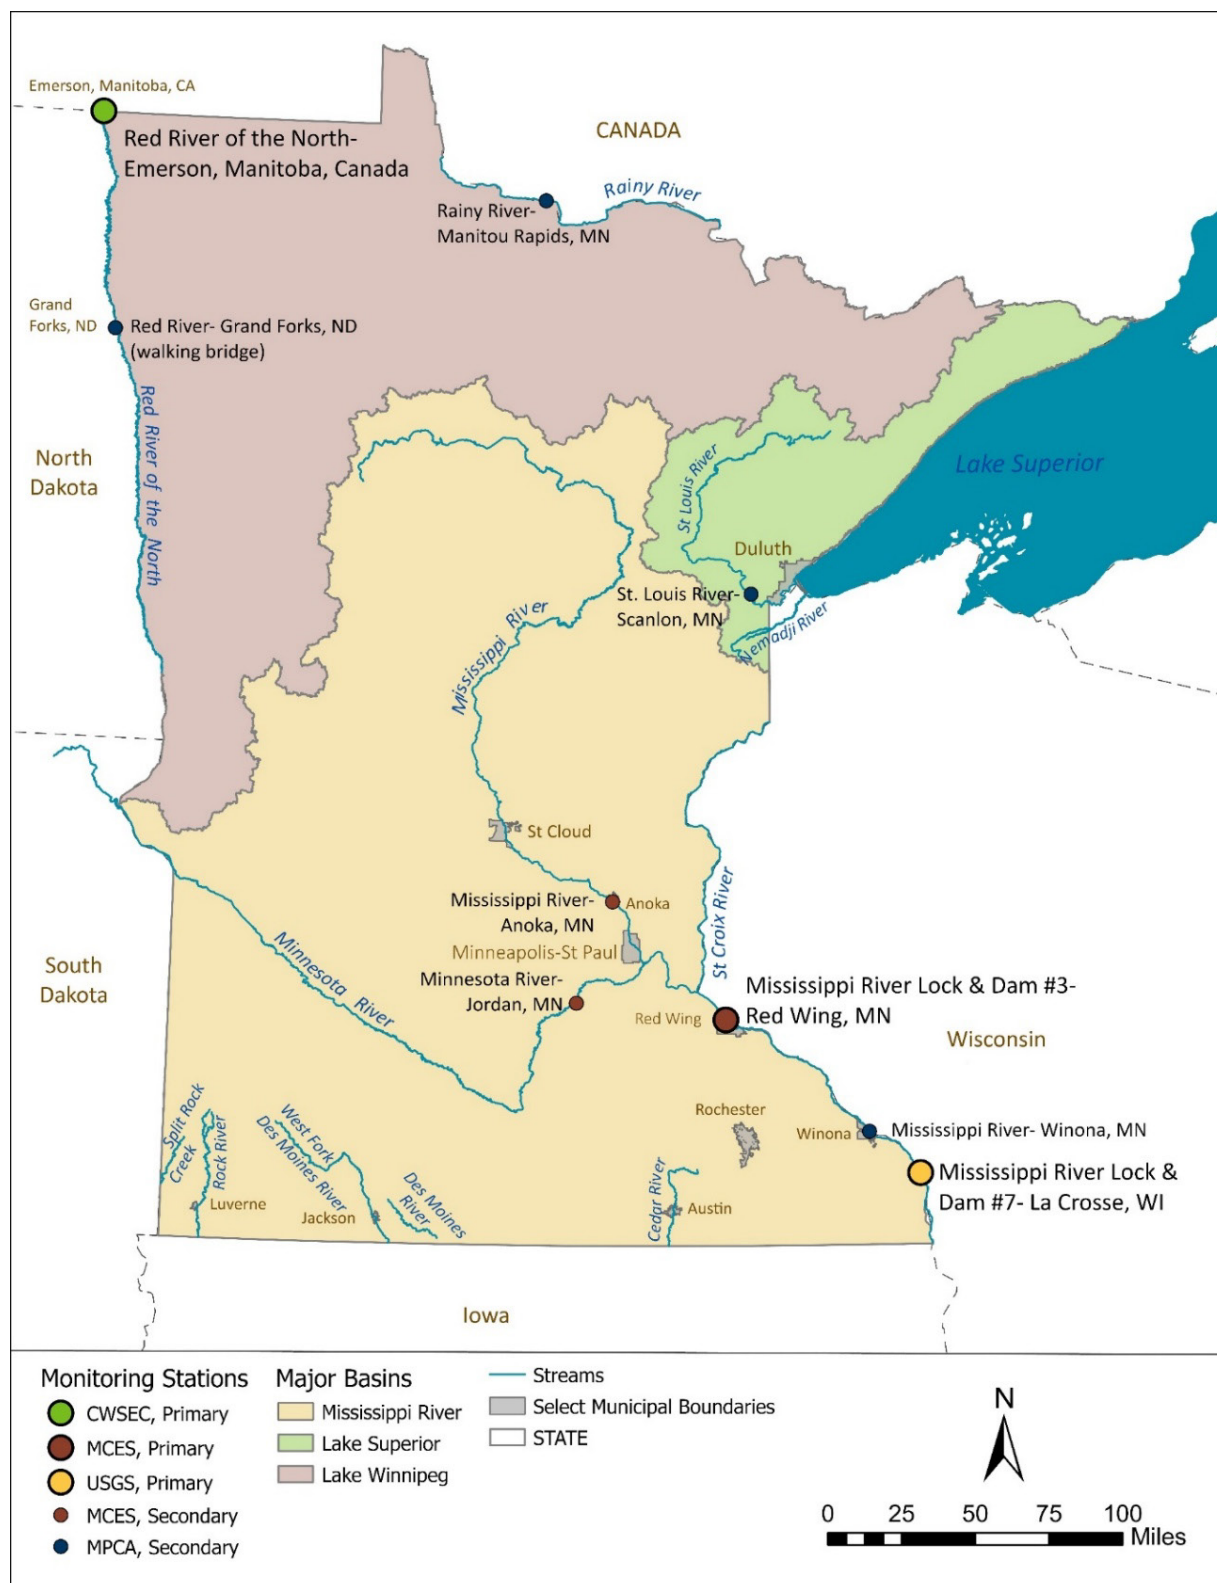 Emerson, Manitoba, CA
Red River of the North-
Emerson, Manitoba, Canada
CANADA
Rainy River
Rainy River-
Manitou Rapids, MN
Grand
Forks, ND
Red River- Grand Forks, ND
(walking bridge)
Red River of the North
North
Dakota
Lake Superior
St Louis River
Duluth
St. Louis River-
Scanlon, MN
Nemadji River
Mississippi River
St Cloud
Mississippi River-
Anoka, MN
Anoka
Minneapolis-St Paul
St Croix River
South
Dakota
Minnesota River
Minnesota River-
Jordan, MN
Mississippi River Lock & Dam #3-
Red Wing, MN
Red Wing
Wisconsin
Rochester
Winona
Mississippi River- Winona, MN
Mississippi River Lock &
Dam #7- La Crosse, WI
Split Rock
Creek
Rock River
Luverne
West Fork
Des Moines River
Jackson
Des Moines
River
Cedar River
Austin
Iowa
Monitoring Stations
CWSEC, Primary
MCES, Primary
USGS, Primary
MCES, Secondary
MPCA, Secondary
Major Basins
Mississippi River
Lake Superior
Lake Winnipeg
Streams
Select Municipal Boundaries
STATE
N
0 25 50 75 100
Miles